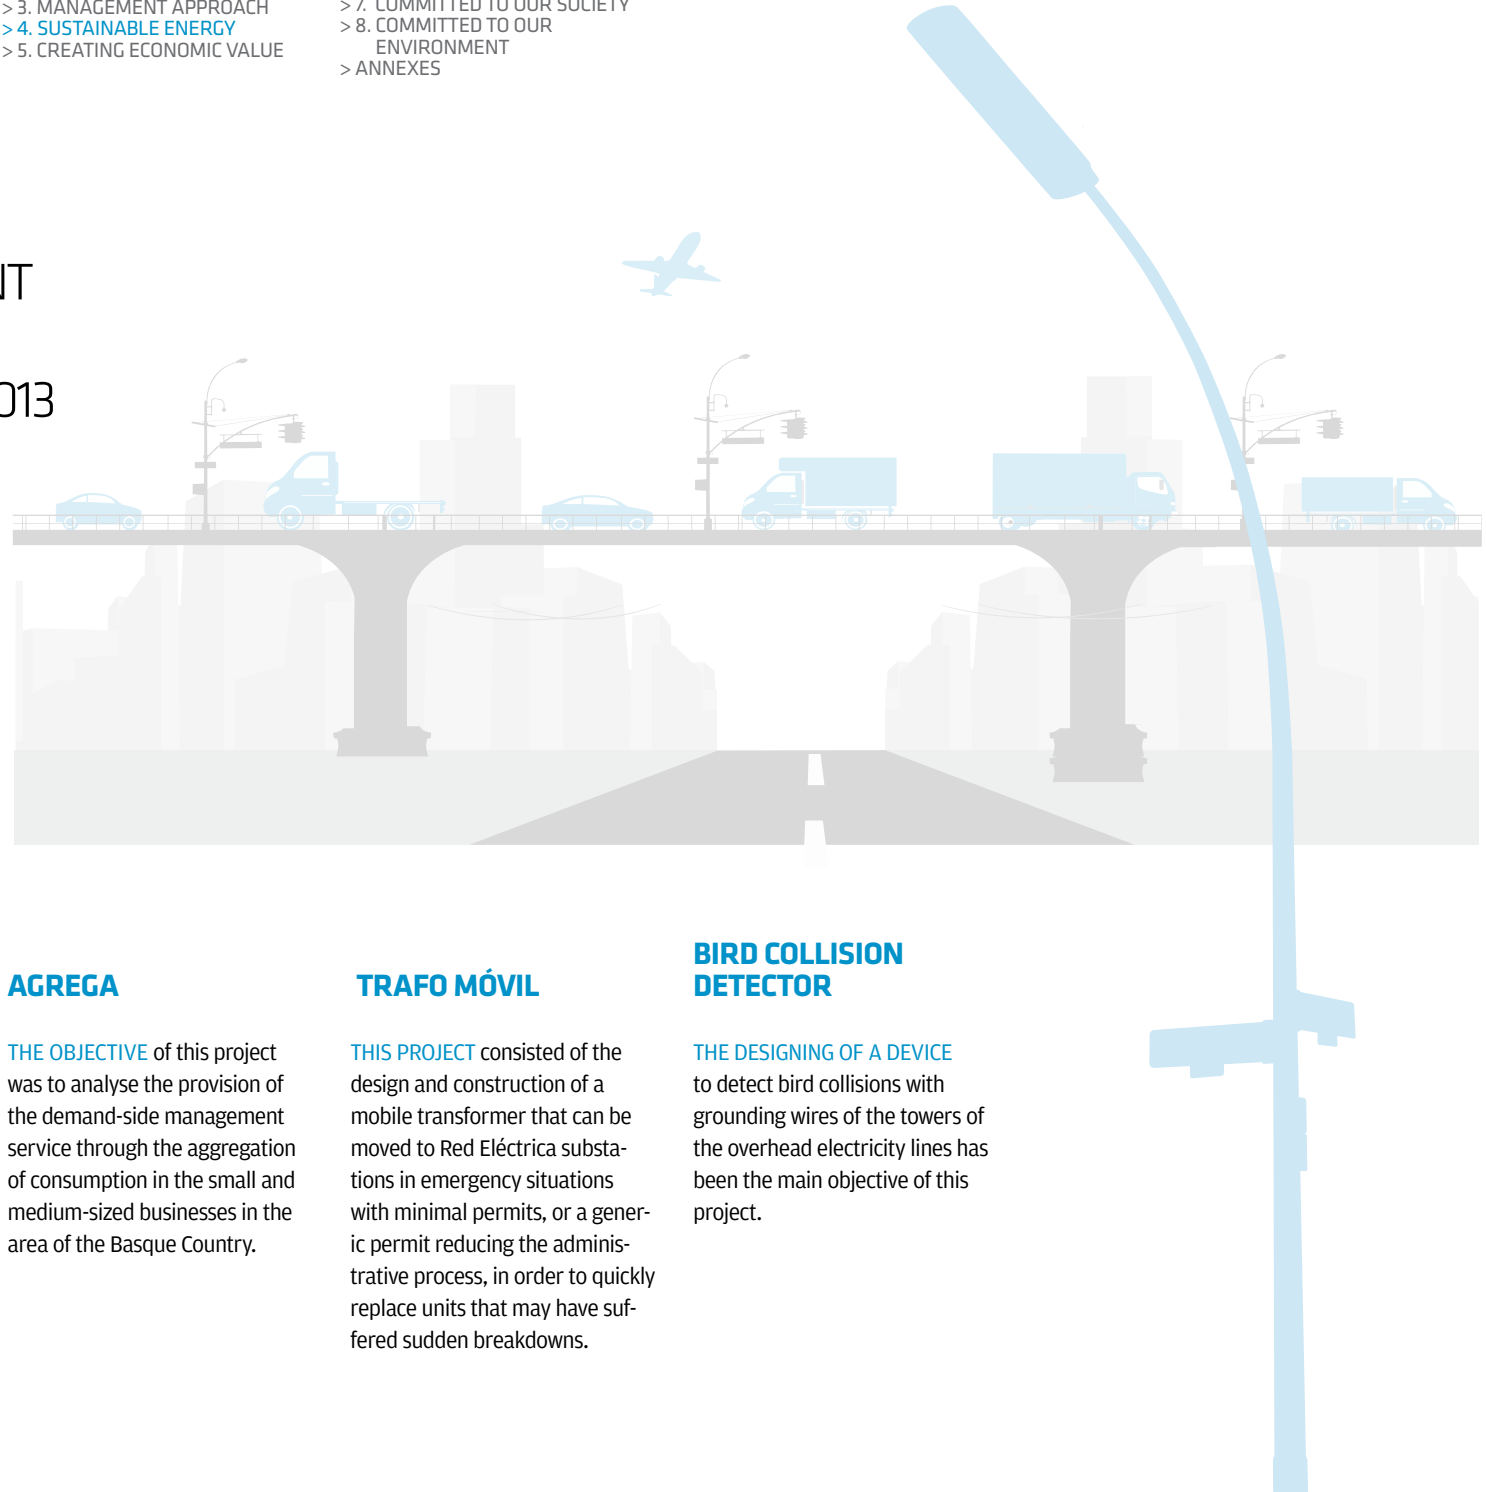 > 3. MANAGEMENT APPROACH
> 4. SUSTAINABLE ENERGY
> 5. CREATING ECONOMIC VALUE
> 7. COMMITTED TO OUR SOCIETY
> 8. COMMITTED TO OUR
ENVIRONMENT
> ANNEXES
NT
013
AGREGA
THE OBJECTIVE of this project
was to analyse the provision of
the demand-side management
service through the aggregation
of consumption in the small and
medium-sized businesses in the
area of the Basque Country.
TRAFO MÓVIL
THIS PROJECT consisted of the
design and construction of a
mobile transformer that can be
moved to Red Eléctrica substa-
tions in emergency situations
with minimal permits, or a gener-
ic permit reducing the adminis-
trative process, in order to quickly
replace units that may have suf-
fered sudden breakdowns.
BIRD COLLISION
DETECTOR
THE DESIGNING OF A DEVICE
to detect bird collisions with
grounding wires of the towers of
the overhead electricity lines has
been the main objective of this
project.